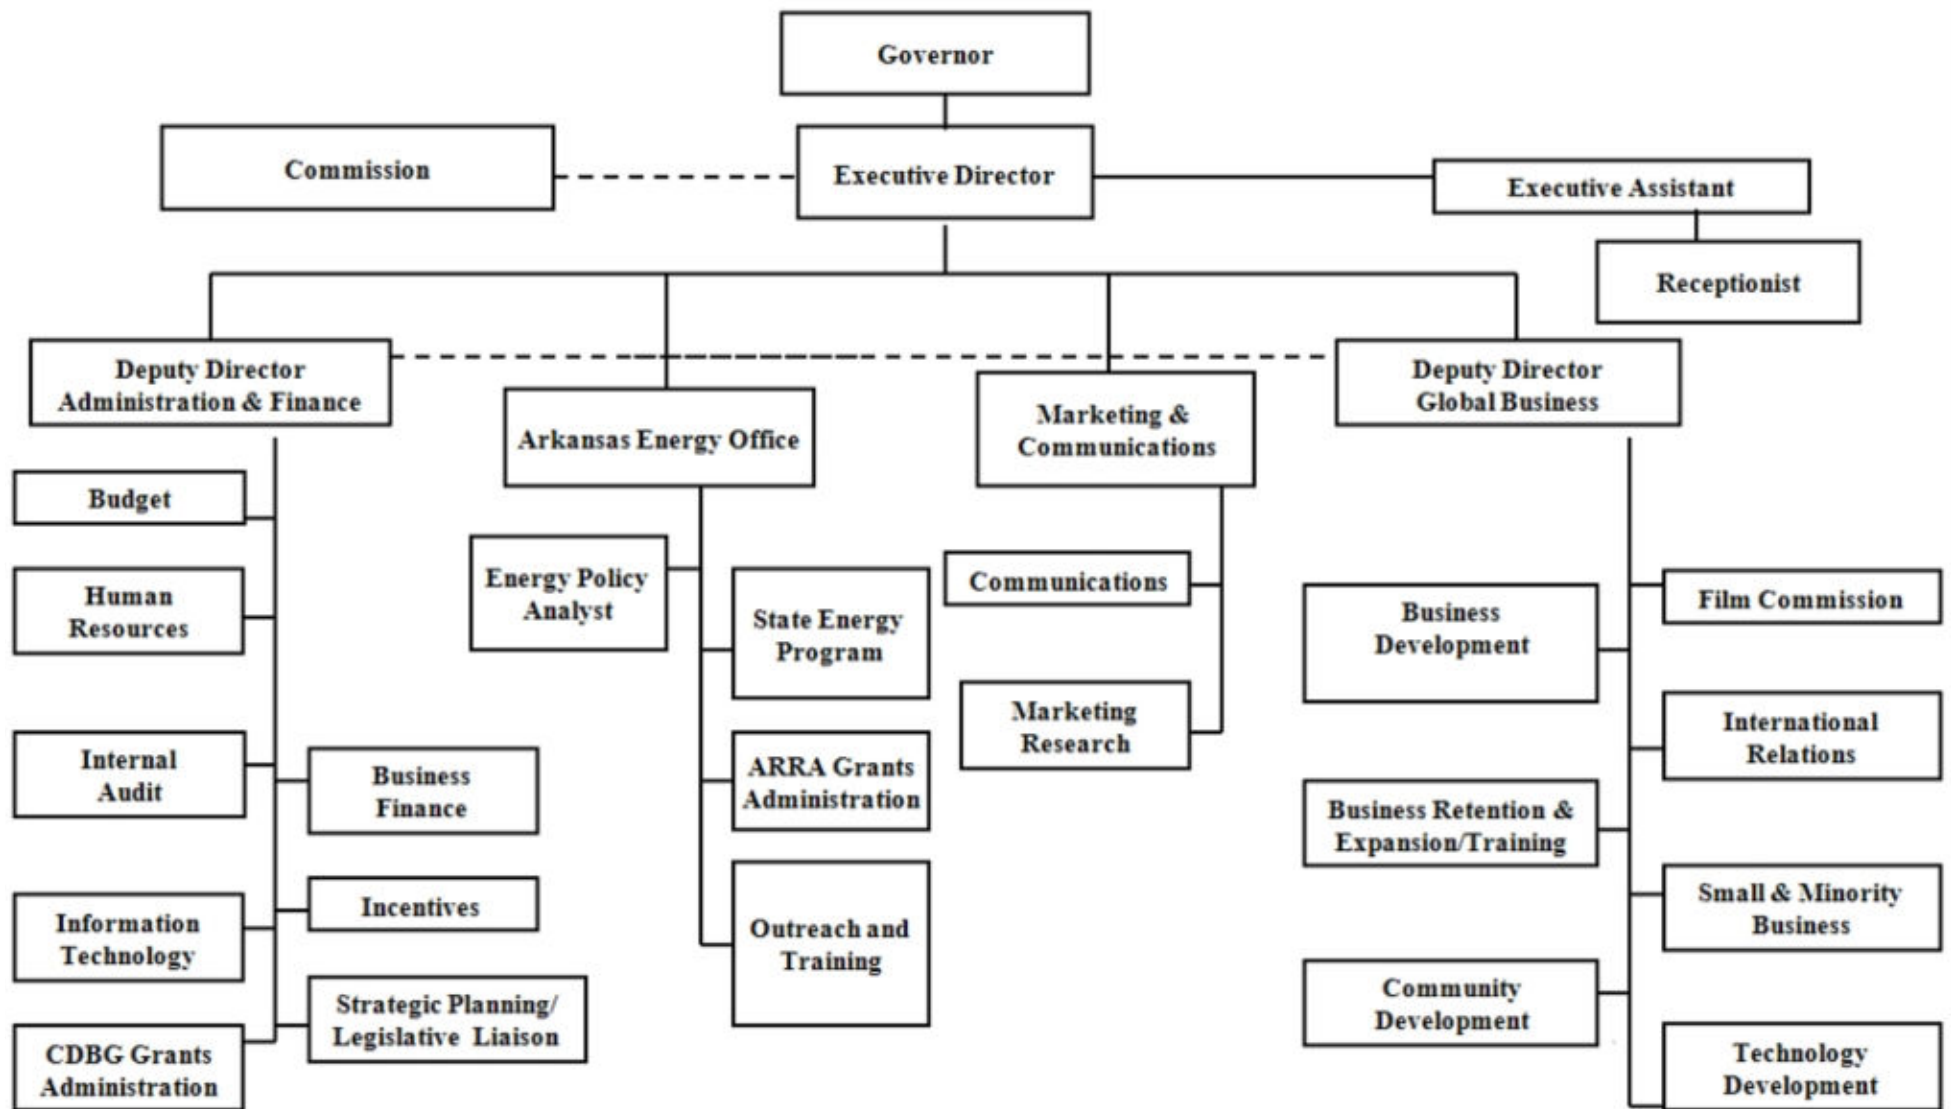 Governor
Commission
Executive Director
Executive Assistant
Receptionist
Deputy Director
Administration & Finance
Arkansas Energy Office
Marketing &
Communications
Deputy Director
Global Business
Budget
Human
Resources
Internal
Audit
Information
Technology
CDBG Grants
Administration
Business
Finance
Incentives
Strategic Planning/
Legislative Liaison
Energy Policy
Analyst
State Energy
Program
ARRA Grants
Administration
Outreach and
Training
Communications
Marketing
Research
Business
Development
Business Retention &
Expansion/Training
Community
Development
Film Commission
International
Relations
Small & Minority
Business
Technology
Development